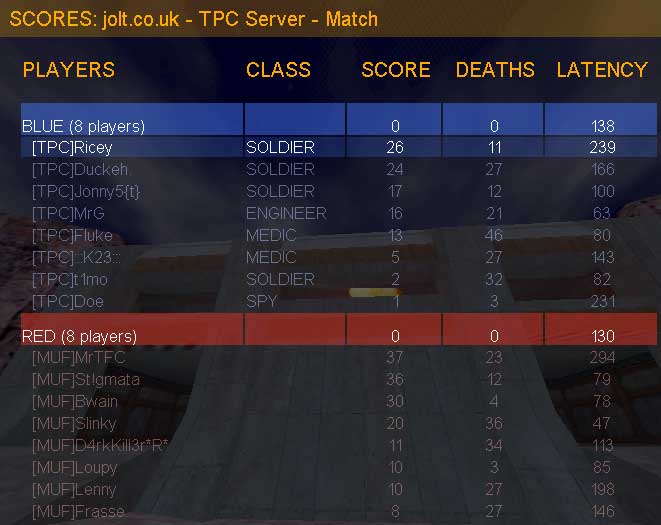 SCORES: jolt.co.uk - TPC Server - Match
PLAYERS CLASS SCORE DEATHS LATENCY
BLUE (8 players) 0 0 138
[TPC]Ricey SOLDIER 26 11 239
[TPC]Duckeh. SOLDIER 24 27 166
[TPC]Jonny5{t} SOLDIER 17 12 100
[TPC]MrG ENGINEER 16 21 63
[TPC]Fluke MEDIC 13 46 80
[TPC]:::K23::: MEDIC 5 27 143
[TPC]t1mo SOLDIER 2 32 82
[TPC]Doe SPY 1 3 231
RED (8 players) 0 0 130
[MUF]MrTFC 37 23 294
[MUF]St!gmata 36 12 79
[MUF]Bwain 30 4 78
[MUF]Slinky 20 36 47
[MUF]D4rkKill3r*R* 11 34 113
[MUF]Loupy 10 3 85
[MUF]Lenny 10 27 198
[MUF]Frasse 8 27 146